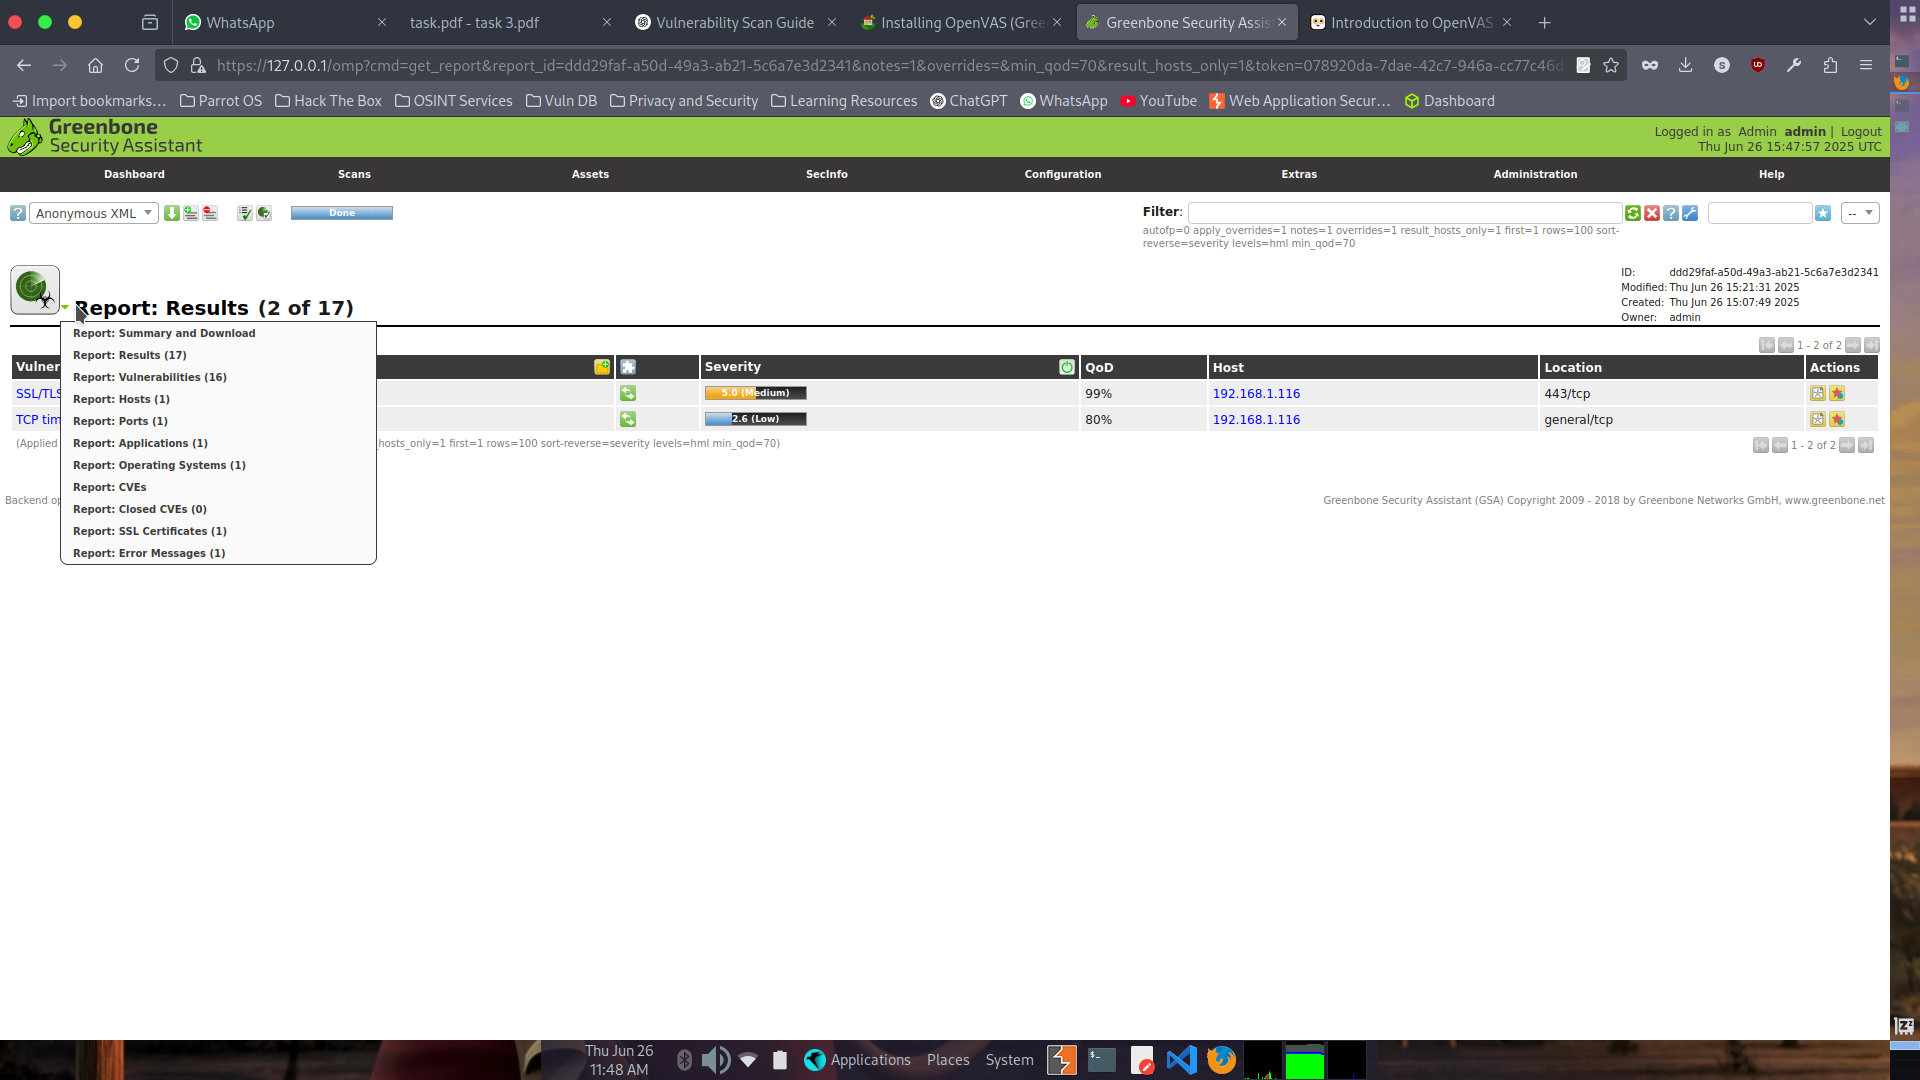 WhatsApp
task.pdf - task 3.pdf
Vulnerability Scan Guide
Installing OpenVAS (Gree
Greenbone Security Assis
Introduction to OpenVAS
https://127.0.0.1/omp?cmd=get_report&report_id=ddd29faf-a50d-49a3-ab21-5c6a7e3d2341&notes=1&overrides=&min_qod=70&result_hosts_only=1&token=078920da-7dae-42c7-946a-cc77c46d
Import bookmarks...
Parrot OS
Hack The Box
OSINT Services
Vuln DB
Privacy and Security
Learning Resources
ChatGPT
WhatsApp
YouTube
Web Application Secur...
Dashboard
Greenbone
Security Assistant
Logged in as Admin admin | Logout
Thu Jun 26 15:47:57 2025 UTC
Dashboard
Scans
Assets
SecInfo
Configuration
Extras
Administration
Help
Anonymous XML
Done
Filter:
--
autofp=0 apply_overrides=1 notes=1 overrides=1 result_hosts_only=1 first=1 rows=100 sort-
reverse=severity levels=hml min_qod=70
Report: Results (2 of 17)
ID: ddd29faf-a50d-49a3-ab21-5c6a7e3d2341
Modified: Thu Jun 26 15:21:31 2025
Created: Thu Jun 26 15:07:49 2025
Owner: admin
Report: Summary and Download
Report: Results (17)
Report: Vulnerabilities (16)
Report: Hosts (1)
Report: Ports (1)
Report: Applications (1)
Report: Operating Systems (1)
Report: CVEs
Report: Closed CVEs (0)
Report: SSL Certificates (1)
Report: Error Messages (1)
1 - 2 of 2
Vulner
Severity
QoD
Host
Location
Actions
SSL/TLS
5.0 (Medium)
99%
192.168.1.116
443/tcp
TCP tim
2.6 (Low)
80%
192.168.1.116
general/tcp
(Applied
hosts_only=1 first=1 rows=100 sort-reverse=severity levels=hml min_qod=70)
1 - 2 of 2
Backend op
Greenbone Security Assistant (GSA) Copyright 2009 - 2018 by Greenbone Networks GmbH, www.greenbone.net
Thu Jun 26
11:48 AM
Applications
Places
System